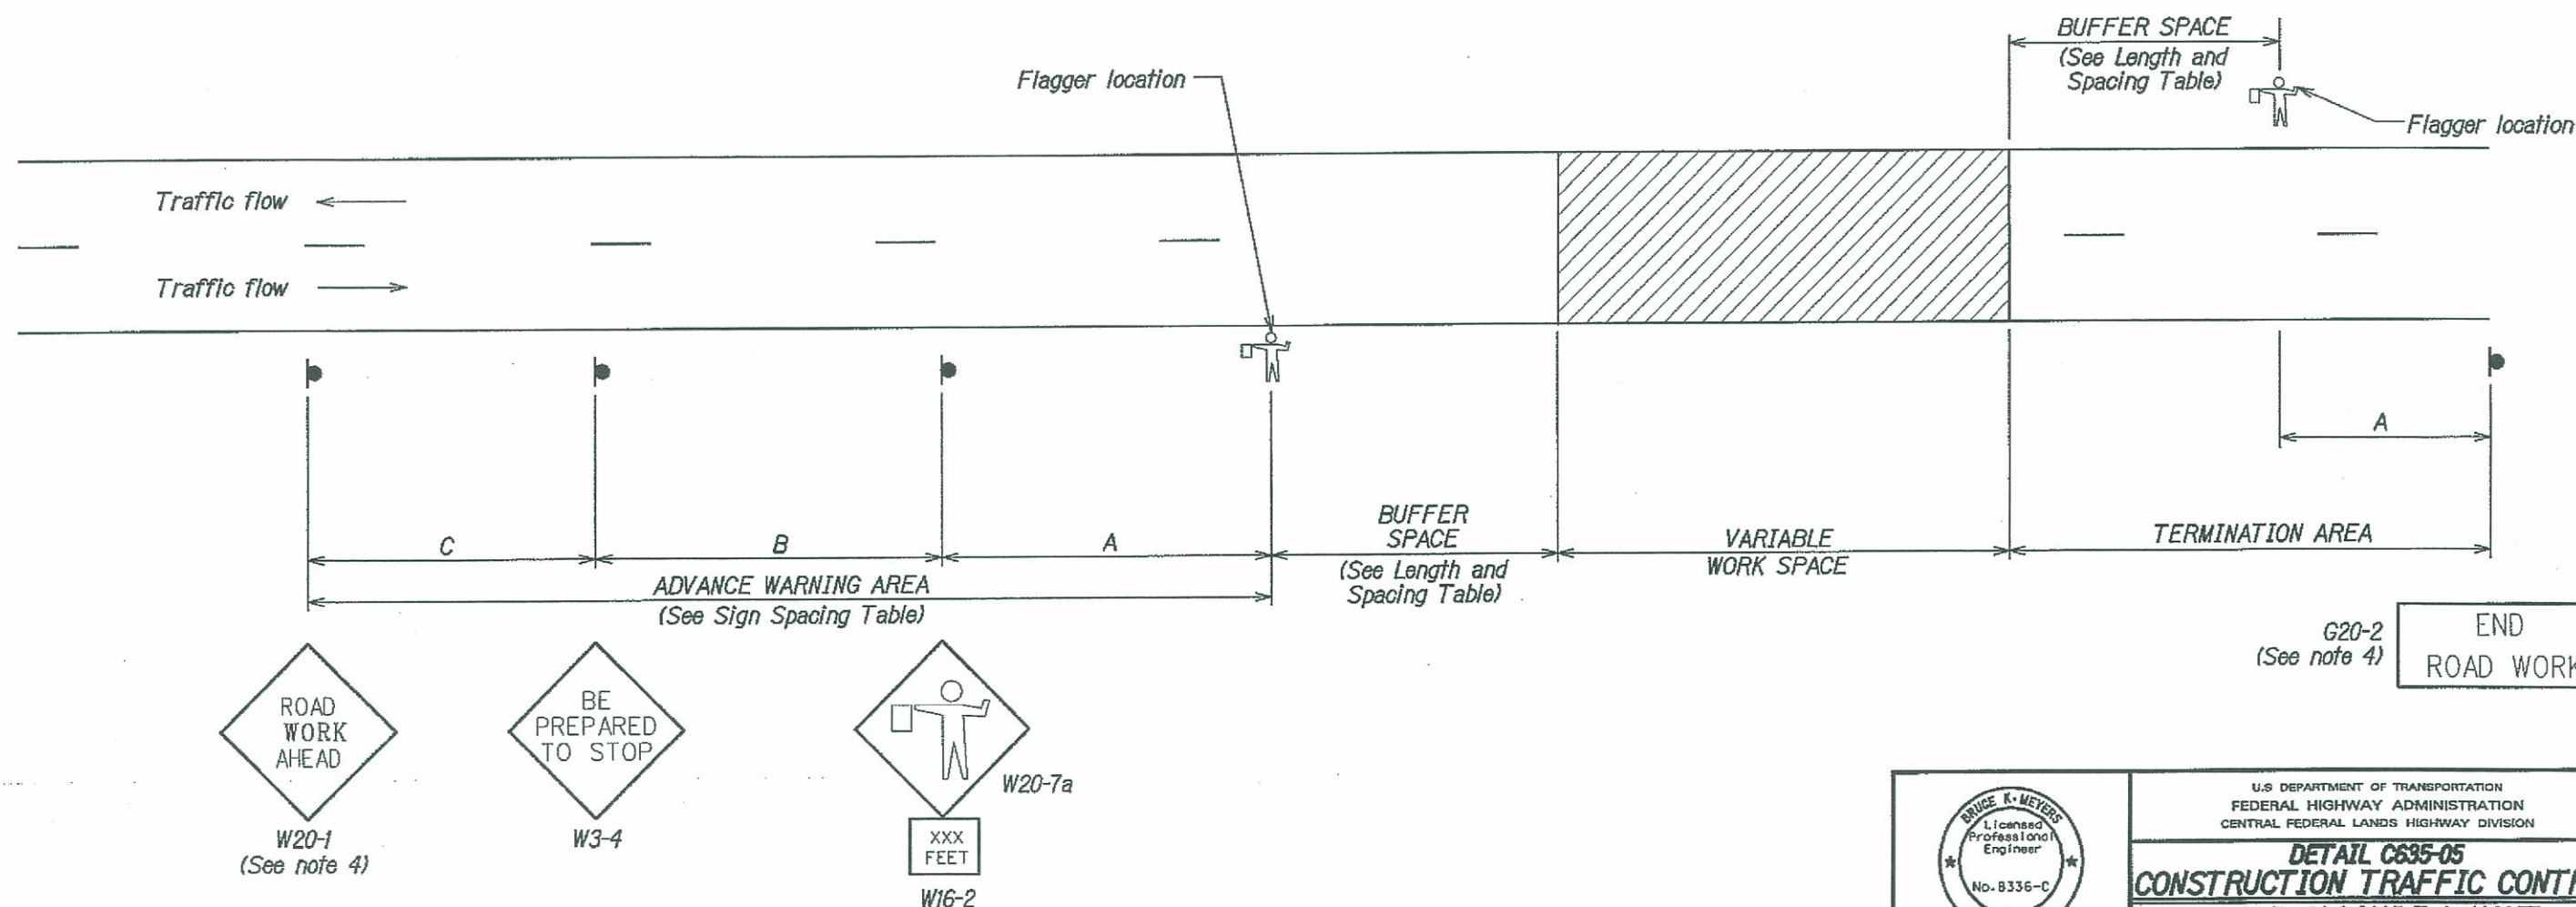 BUFFER SPACE
(See Length and
Spacing Table)
Flagger location
Flagger location
Traffic flow
Traffic flow
A
C
B
A
BUFFER
SPACE
(See Length and
Spacing Table)
VARIABLE
WORK SPACE
TERMINATION AREA
ADVANCE WARNING AREA
(See Sign Spacing Table)
G20-2
(See note 4)
END
ROAD WORK
ROAD
WORK
AHEAD
W20-1
(See note 4)
BE
PREPARED
TO STOP
W3-4
W20-7a
XXX
FEET
W16-2
BRUCE K. MEYERS
Licensed
Professional
Engineer
No. 8336-C
U.S DEPARTMENT OF TRANSPORTATION
FEDERAL HIGHWAY ADMINISTRATION
CENTRAL FEDERAL LANDS HIGHWAY DIVISION
DETAIL C635-05
CONSTRUCTION TRAFFIC